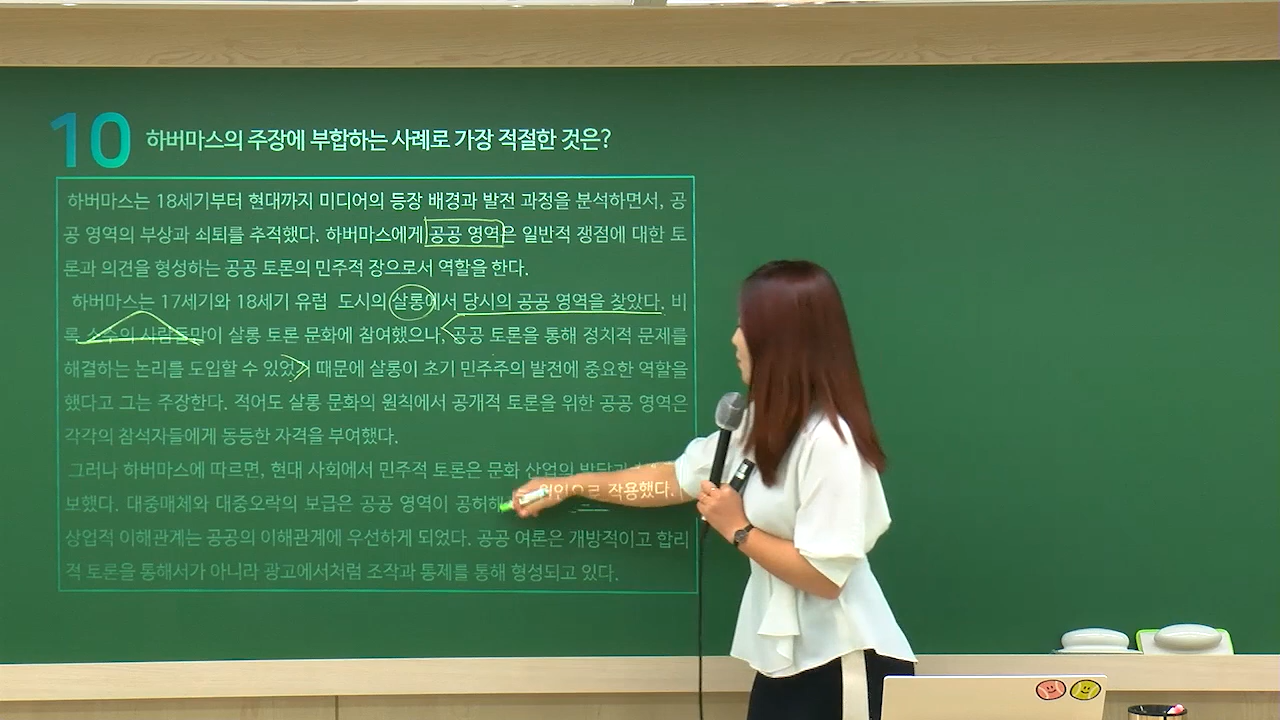 10 하버마스의 주장에 부합하는 사례로 가장 적절한 것은?
하버마스는 18세기부터 현대까지 미디어의 등장 배경과 발전 과정을 분석하면서, 공
공 영역의 부상과 쇠퇴를 추적했다. 하버마스에게 공공 영역은 일반적 쟁점에 대한 토
론과 의견을 형성하는 공공 토론의 민주적 장으로서 역할을 한다.
하버마스는 17세기와 18세기 유럽 도시의 살롱에서 당시의 공공 영역을 찾았다. 비
록 소수의 사람들만이 살롱 토론 문화에 참여했으나, 공공 토론을 통해 정치적 문제를
해결하는 논리를 도입할 수 있었기 때문에 살롱이 초기 민주주의 발전에 중요한 역할을
했다고 그는 주장한다. 적어도 살롱 문화의 원칙에서 공개적 토론을 위한 공공 영역은
각각의 참석자들에게 동등한 자격을 부여했다.
그러나 하버마스에 따르면, 현대 사회에서 민주적 토론은 문화 산업의 발달과
보했다. 대중매체와 대중오락의 보급은 공공 영역이 공허해 원인으로 작용했다.
상업적 이해관계는 공공의 이해관계에 우선하게 되었다. 공공 여론은 개방적이고 합리
적 토론을 통해서가 아니라 광고에서처럼 조작과 통제를 통해 형성되고 있다.